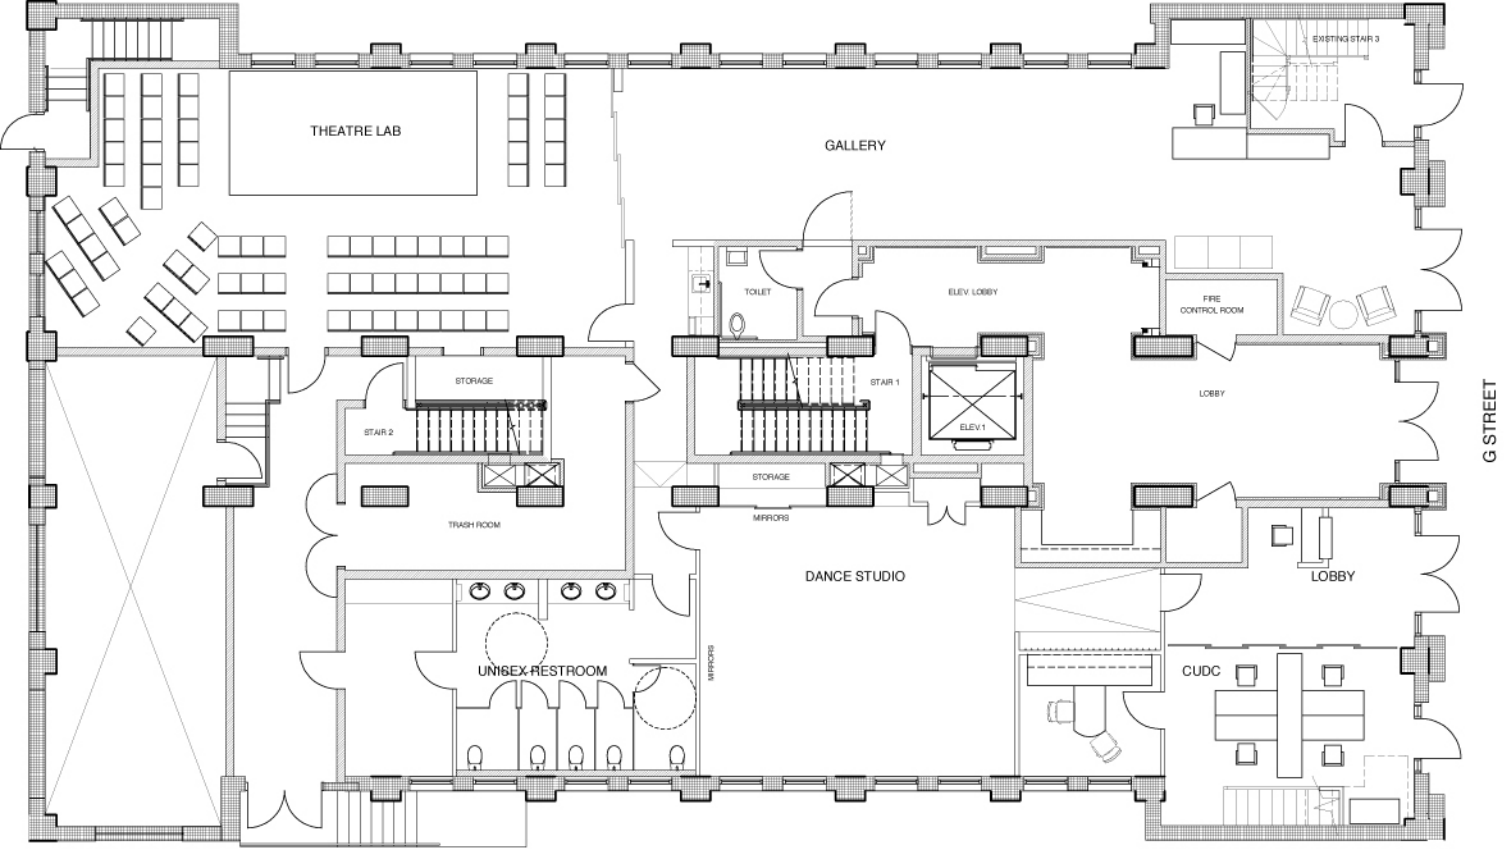 EXISTING STAIR 3
THEATRE LAB
GALLERY
TOILET
ELEV. LOBBY
FIRE
CONTROL ROOM
STORAGE
STAIR 1
LOBBY
G STREET
STAIR 2
ELEV.1
STORAGE
MIRRORS
TRASH ROOM
DANCE STUDIO
LOBBY
UNISEX RESTROOM
MIRRORS
CUDC